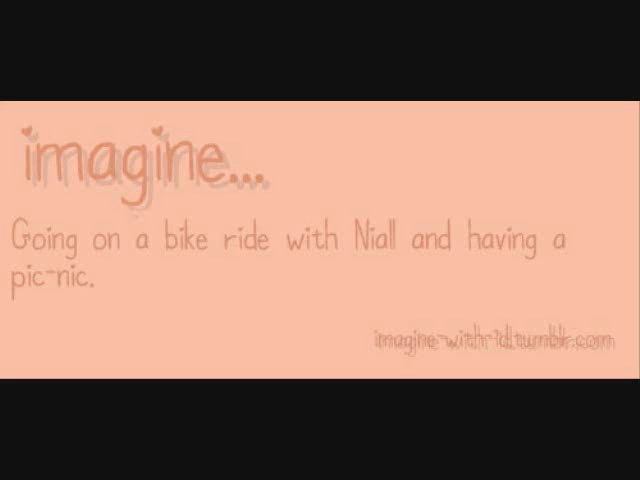 imagine...
Going on a bike ride with Niall and having a
pic-nic.
imagine-with-1d.tumblr.com